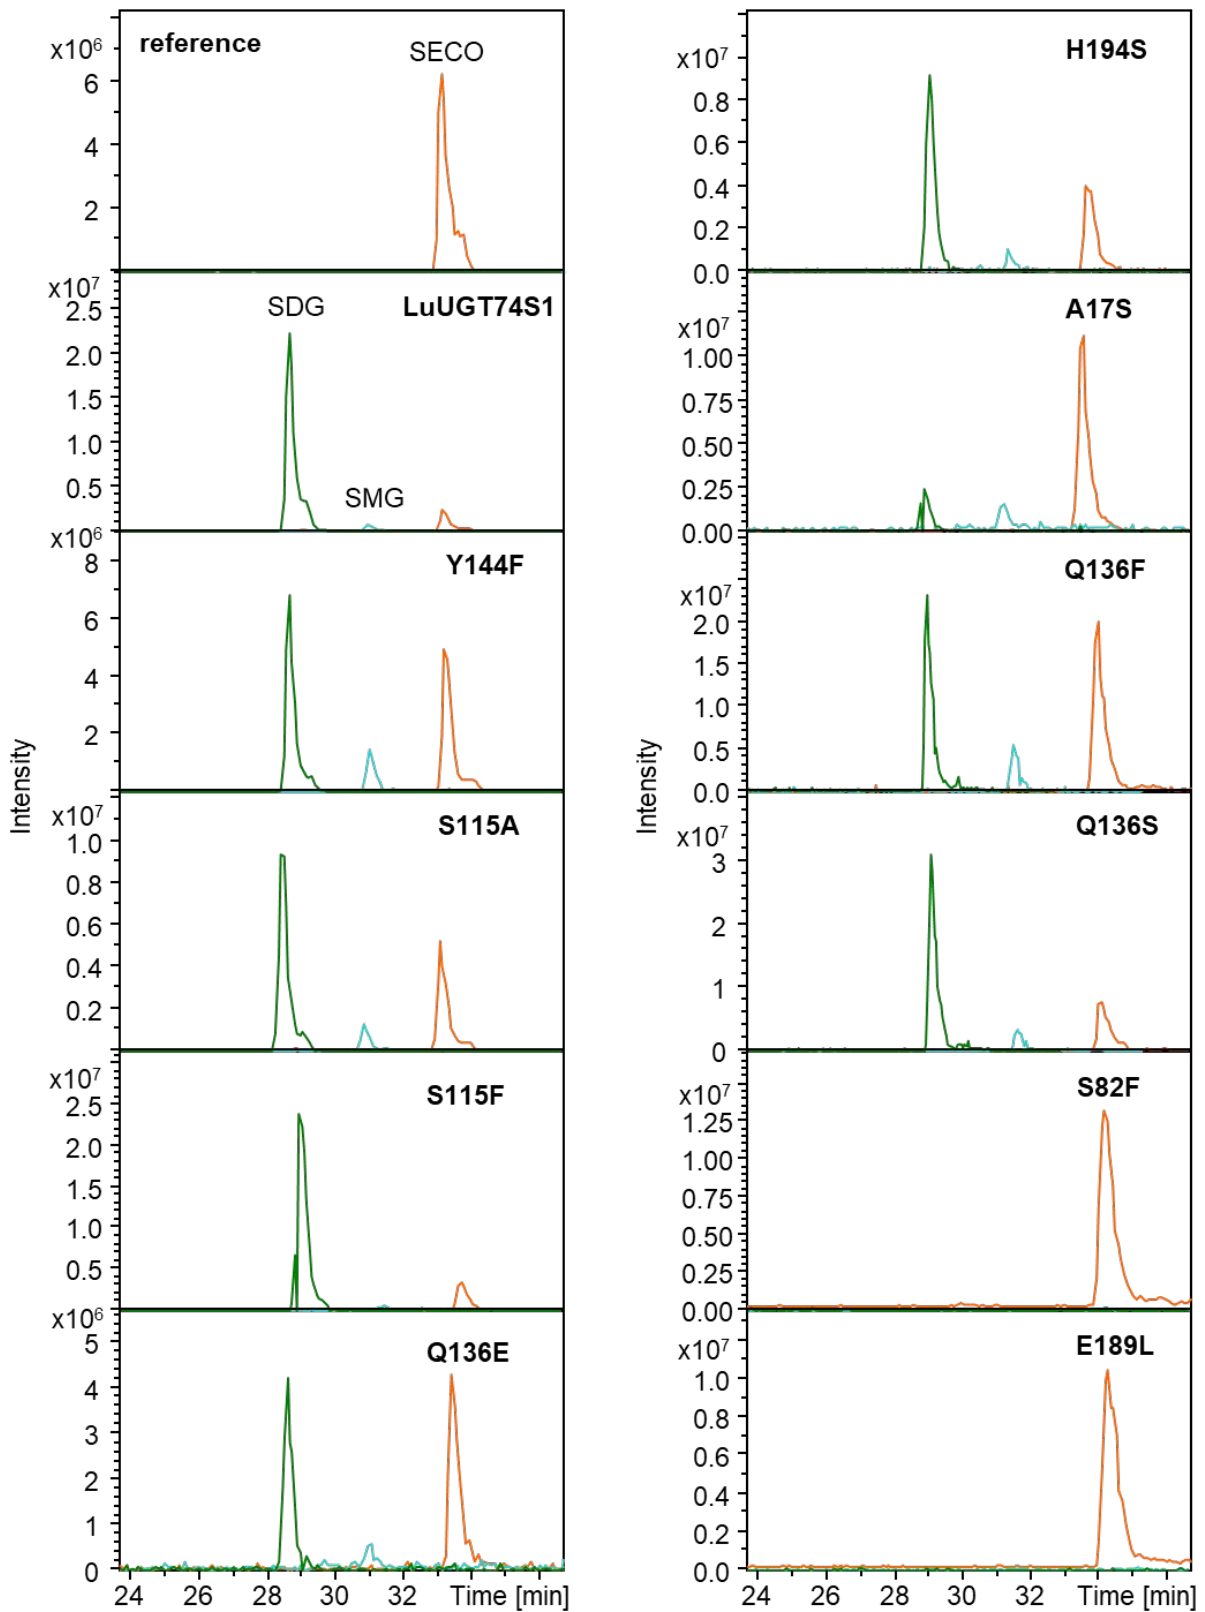 reference
SECO
x10⁶
6
4
2
LuUGT74S1
SDG
SMG
x10⁷
2.5
2.0
1.5
1.0
0.5
Y144F
x10⁶
8
6
4
2
S115A
x10⁷
1.0
0.8
0.6
0.4
0.2
S115F
x10⁷
2.5
2.0
1.5
1.0
0.5
Q136E
x10⁶
5
4
3
2
1
0
24 26 28 30 32 Time [min]
Intensity
H194S
x10⁷
0.8
0.6
0.4
0.2
0.0
A17S
x10⁷
1.00
0.75
0.50
0.25
0.00
Q136F
x10⁷
2.0
1.5
1.0
0.5
0.0
Q136S
x10⁷
3
2
1
0
S82F
x10⁷
1.25
1.00
0.75
0.50
0.25
0.00
E189L
x10⁷
1.0
0.8
0.6
0.4
0.2
0.0
24 26 28 30 32 Time [min]
Intensity